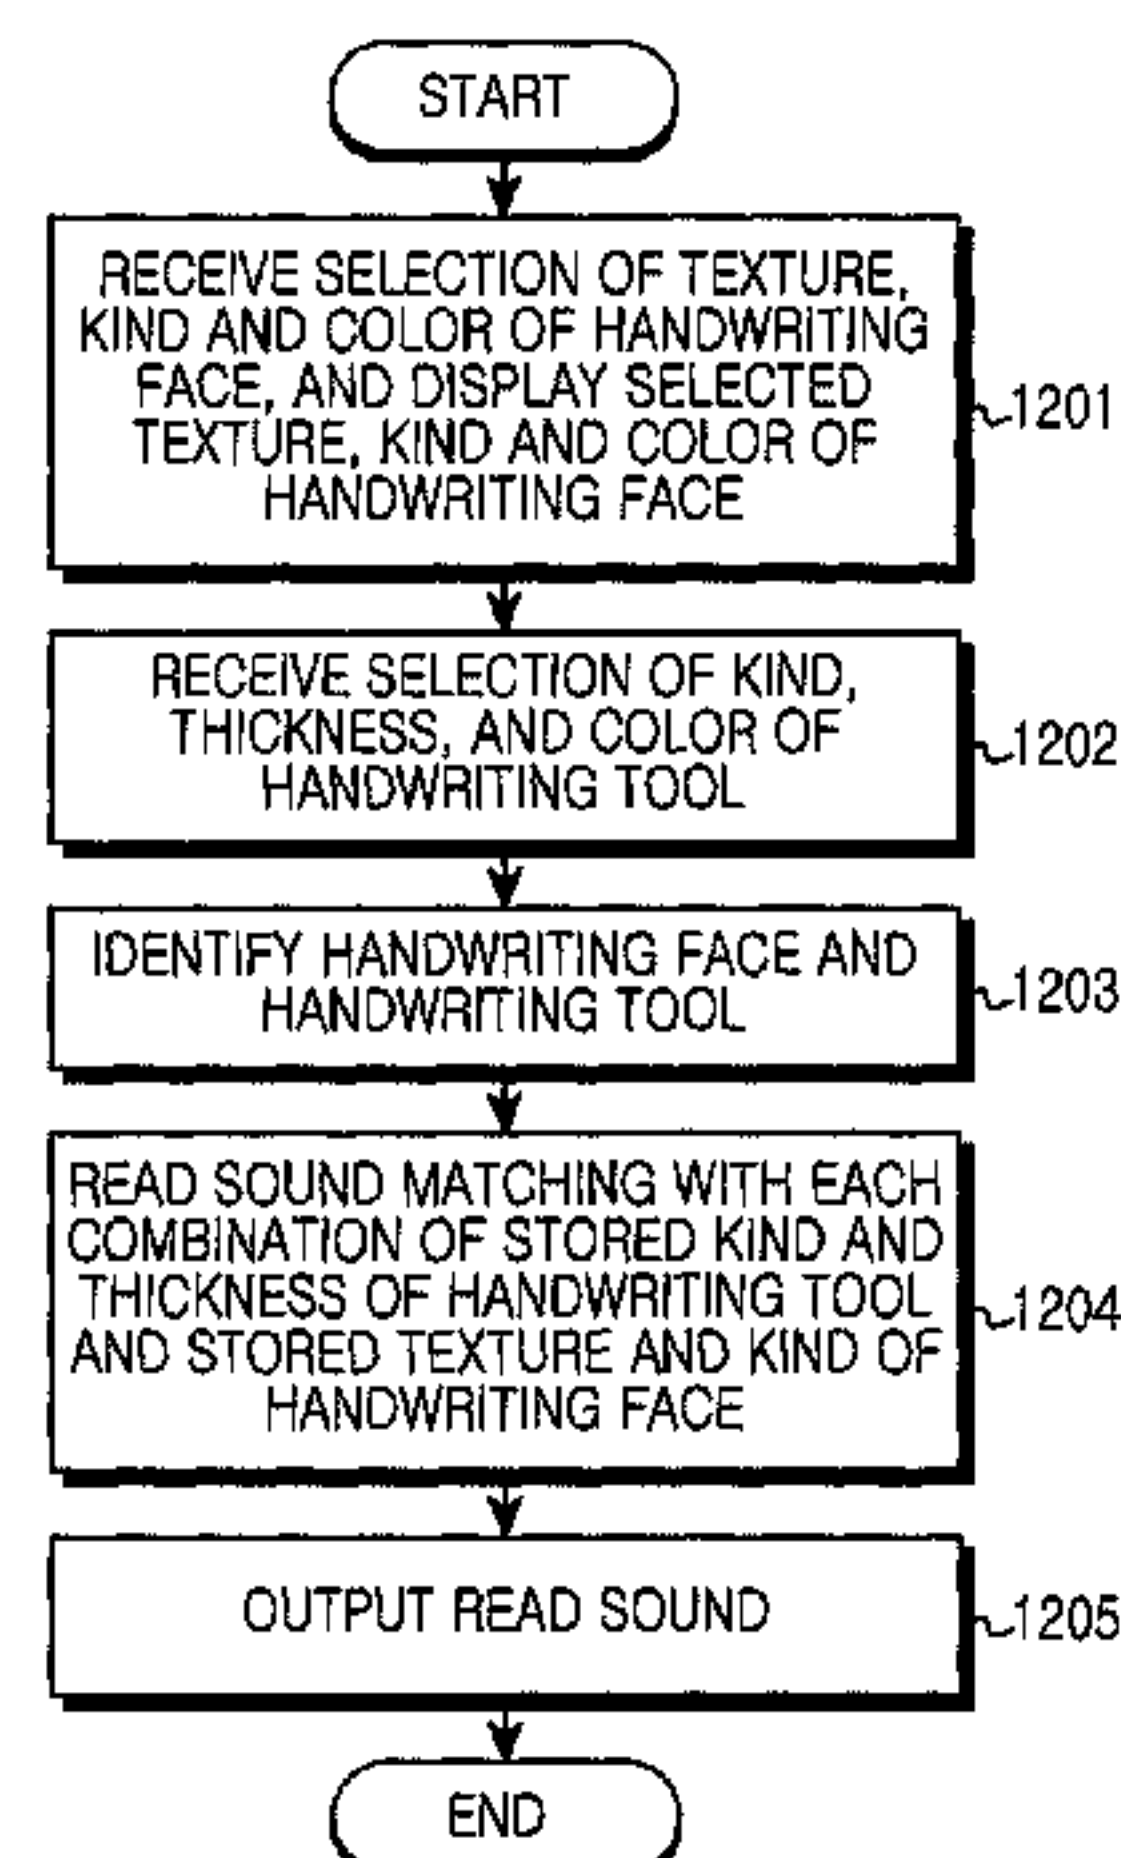 START
RECEIVE SELECTION OF TEXTURE,
KIND AND COLOR OF HANDWRITING
FACE, AND DISPLAY SELECTED
TEXTURE, KIND AND COLOR OF
HANDWRITING FACE
1201
RECEIVE SELECTION OF KIND,
THICKNESS, AND COLOR OF
HANDWRITING TOOL
1202
IDENTIFY HANDWRITING FACE AND
HANDWRITING TOOL
1203
READ SOUND MATCHING WITH EACH
COMBINATION OF STORED KIND AND
THICKNESS OF HANDWRITING TOOL
AND STORED TEXTURE AND KIND OF
HANDWRITING FACE
1204
OUTPUT READ SOUND
1205
END